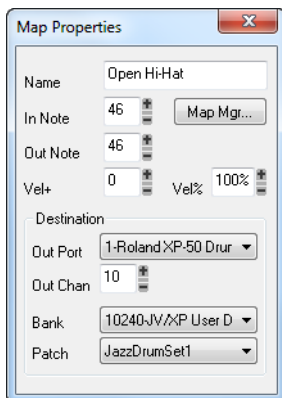 Map Properties
Name Open Hi-Hat
In Note 46 Map Mgr...
Out Note 46
Vel+ 0 Vel% 100%
Destination
Out Port 1-Roland XP-50 Drur
Out Chan 10
Bank 10240-JV/XP User D
Patch JazzDrumSet1